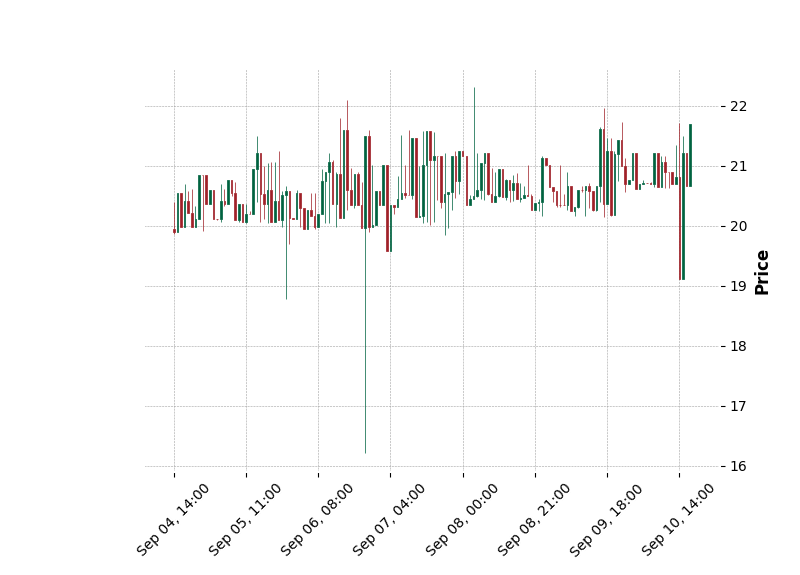 22
21
20
19
18
17
16
Price
Sep 04, 14:00
Sep 05, 11:00
Sep 06, 08:00
Sep 07, 04:00
Sep 08, 00:00
Sep 08, 21:00
Sep 09, 18:00
Sep 10, 14:00